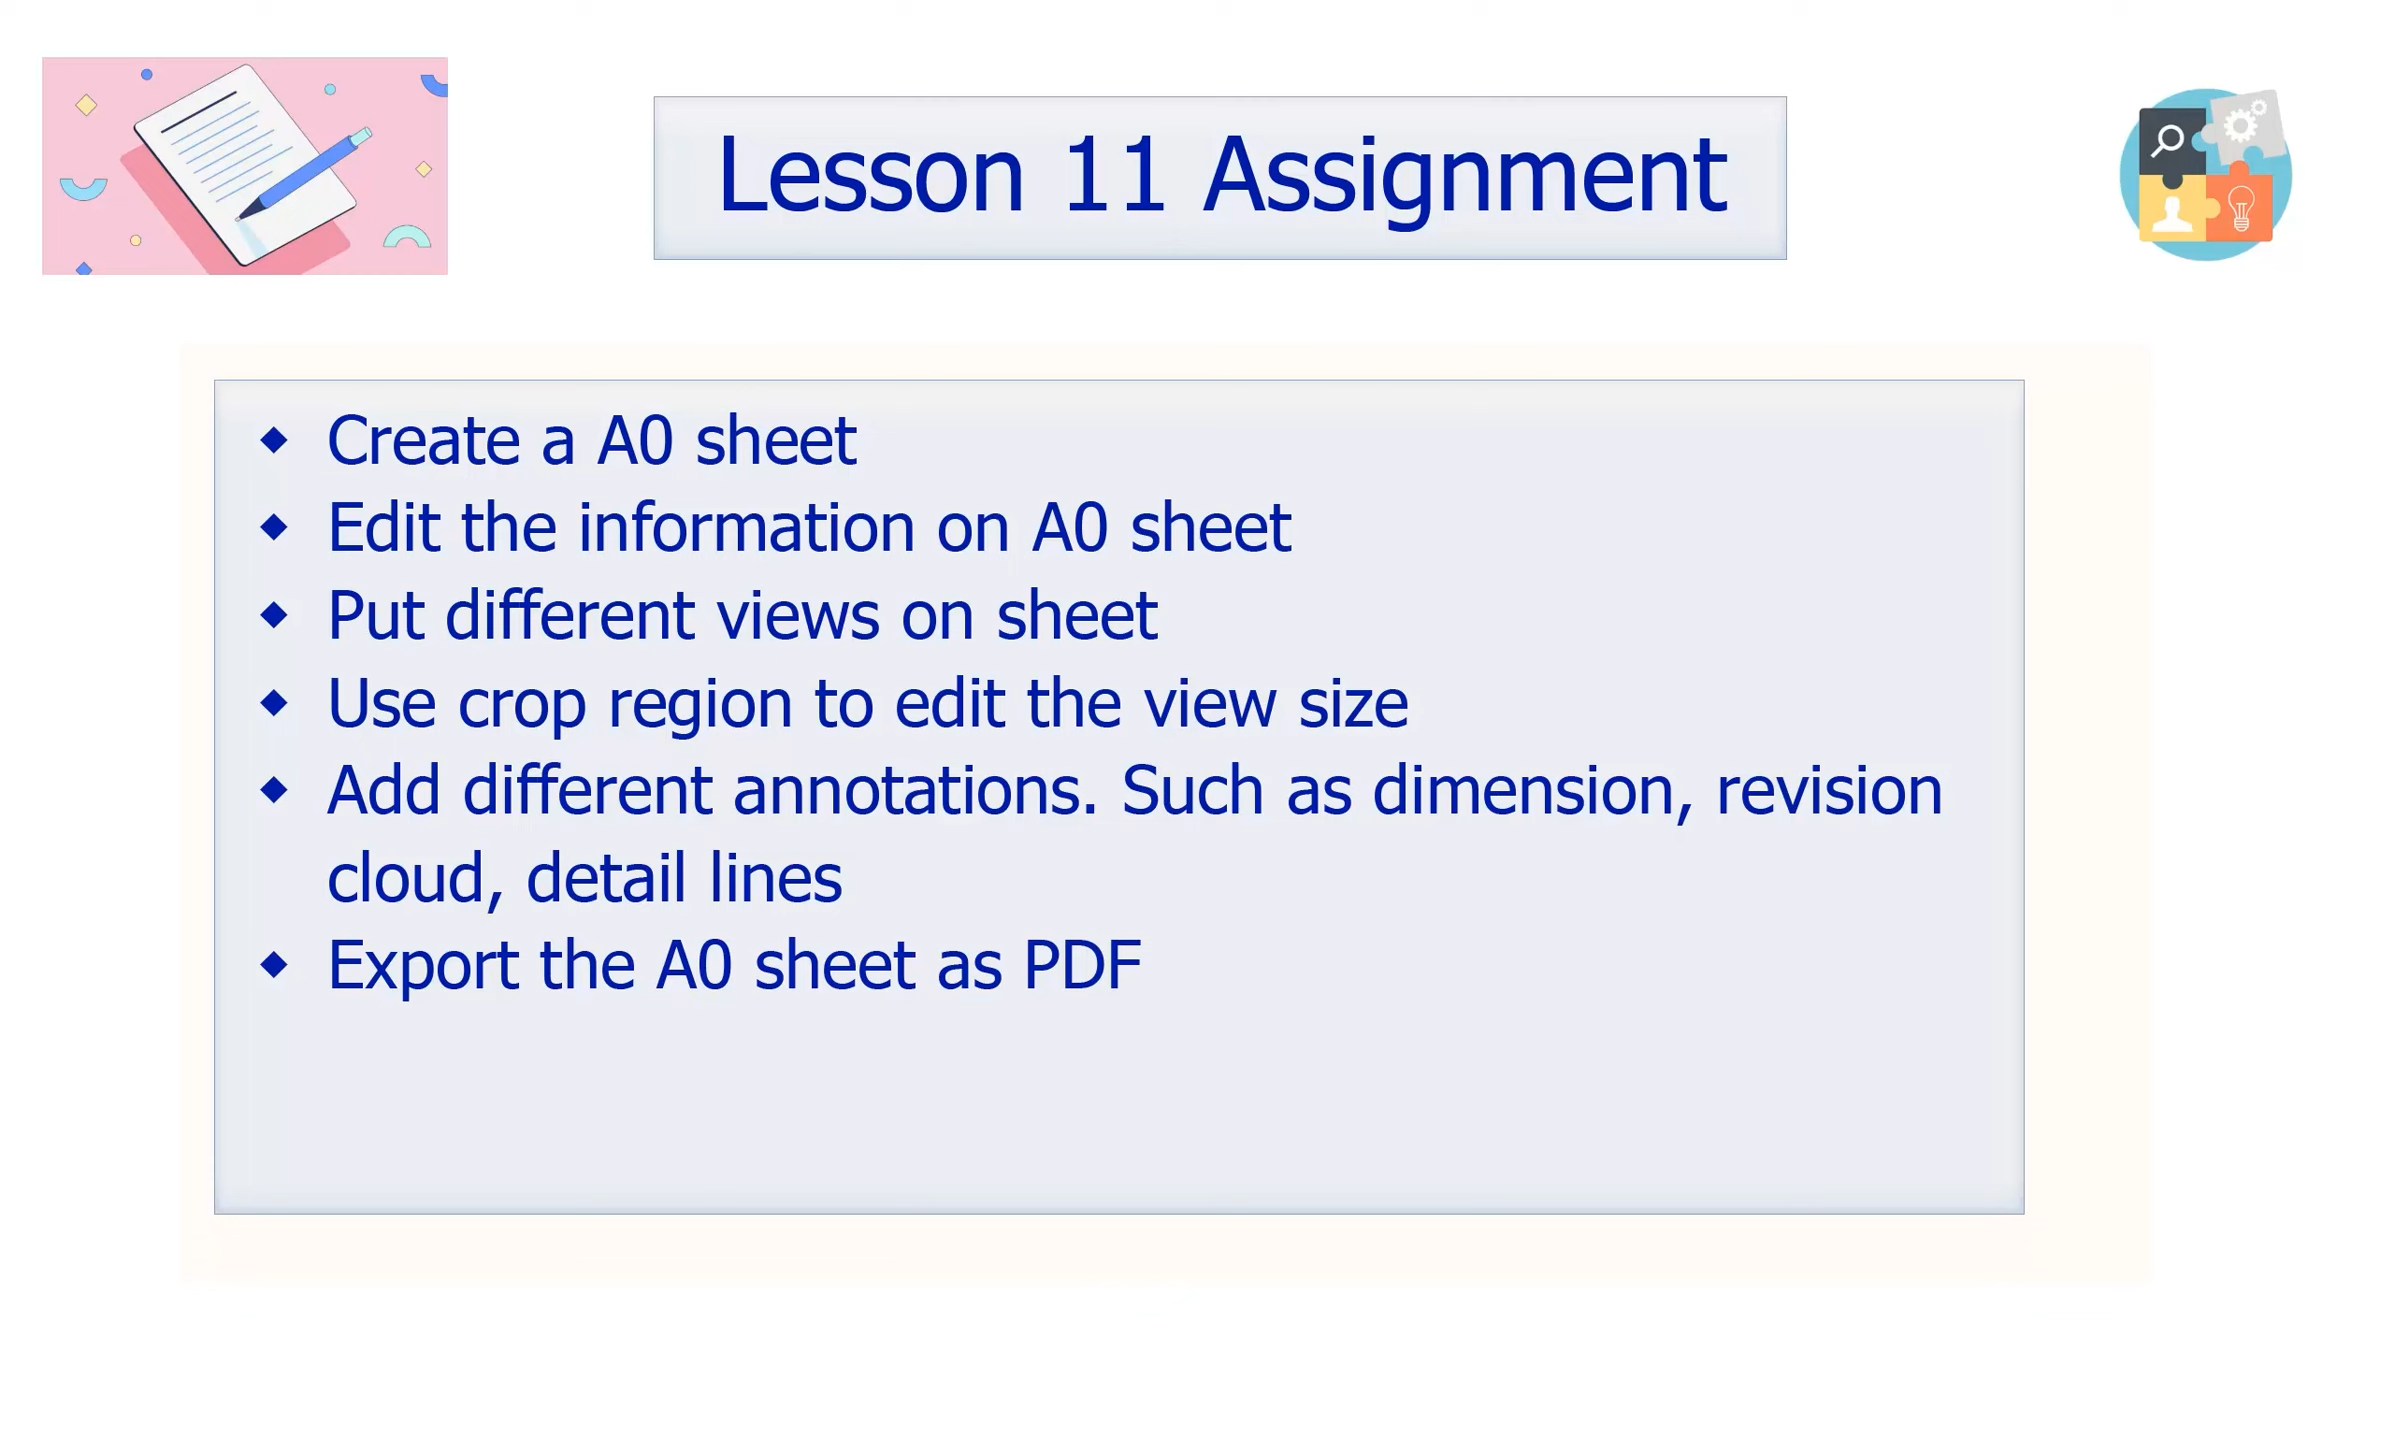 Lesson 11 Assignment
◆ Create a A0 sheet
◆ Edit the information on A0 sheet
◆ Put different views on sheet
◆ Use crop region to edit the view size
◆ Add different annotations. Such as dimension, revision
cloud, detail lines
◆ Export the A0 sheet as PDF